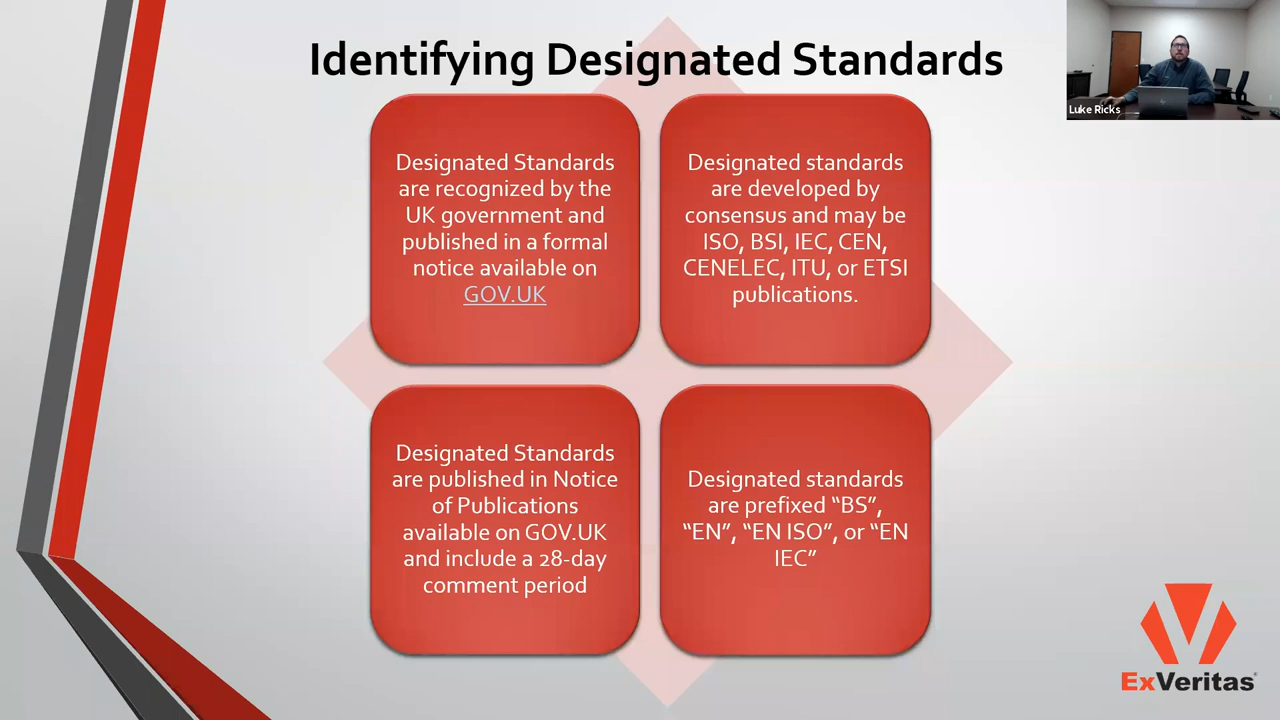 Identifying Designated Standards
Luke Ricks
Designated Standards
are recognized by the
UK government and
published in a formal
notice available on
GOV.UK
Designated standards
are developed by
consensus and may be
ISO, BSI, IEC, CEN,
CENELEC, ITU, or ETSI
publications.
Designated Standards
are published in Notice
of Publications
available on GOV.UK
and include a 28-day
comment period
Designated standards
are prefixed “BS”,
“EN”, “EN ISO”, or “EN
IEC”
ExVeritas